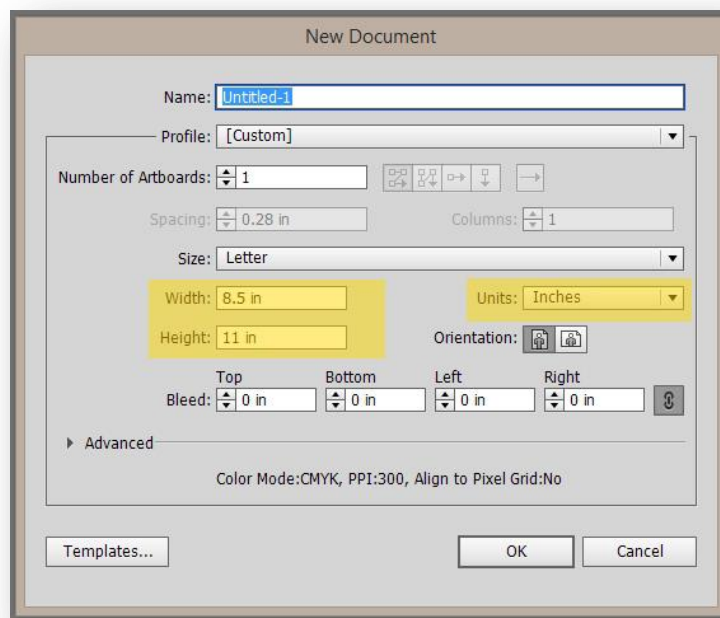 New Document
Name: Untitled-1
Profile: [Custom]
Number of Artboards: 1
Spacing: 0.28 in Columns: 1
Size: Letter
Width: 8.5 in Units: Inches
Height: 11 in Orientation:
Top Bottom Left Right
Bleed: 0 in 0 in 0 in 0 in
Advanced
Color Mode:CMYK, PPI:300, Align to Pixel Grid:No
Templates... OK Cancel